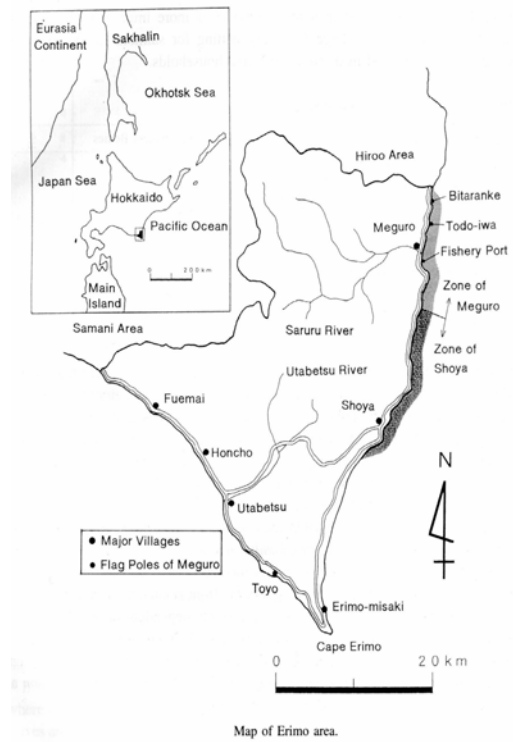 Eurasia
Continent
Sakhalin
Okhotsk Sea
Japan Sea
Hokkaido
Pacific Ocean
0 200km
Main
Island
Hiroo Area
Bitaranke
Todo-iwa
Meguro
Fishery Port
Zone of
Meguro
Zone of
Shoya
Samani Area
Saruru River
Utabetsu River
Fuemai
Shoya
Honcho
N
Utabetsu
Major Villages
Flag Poles of Meguro
Toyo
Erimo-misaki
Cape Erimo
0 20km
Map of Erimo area.